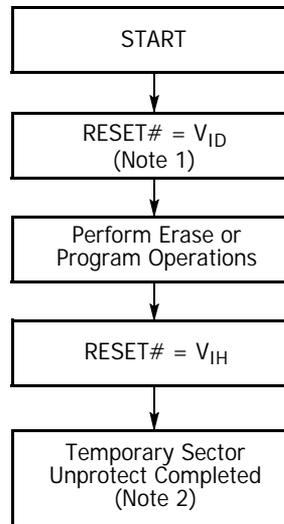 START
RESET# = VID
(Note 1)
Perform Erase or
Program Operations
RESET# = VIH
Temporary Sector
Unprotect Completed
(Note 2)